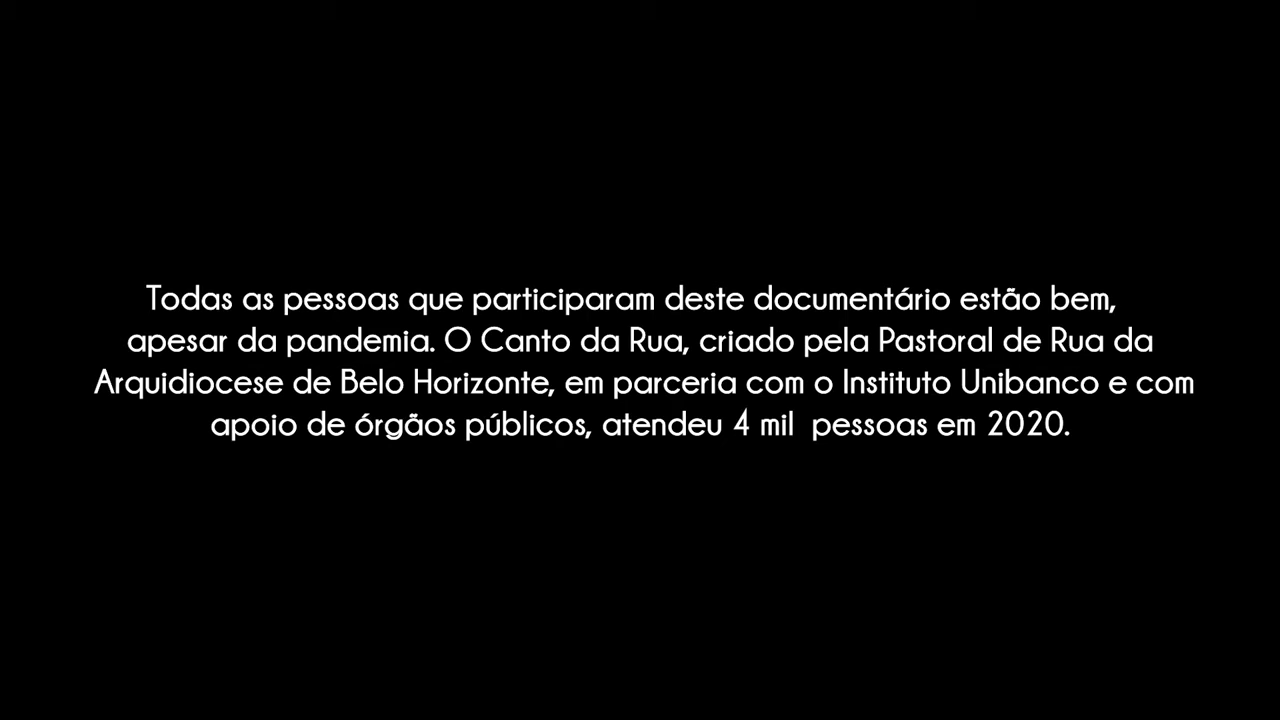 Todas as pessoas que participaram deste documentário estão bem,
apesar da pandemia. O Canto da Rua, criado pela Pastoral de Rua da
Arquidiocese de Belo Horizonte, em parceria com o Instituto Unibanco e com
apoio de órgãos públicos, atendeu 4 mil  pessoas em 2020.